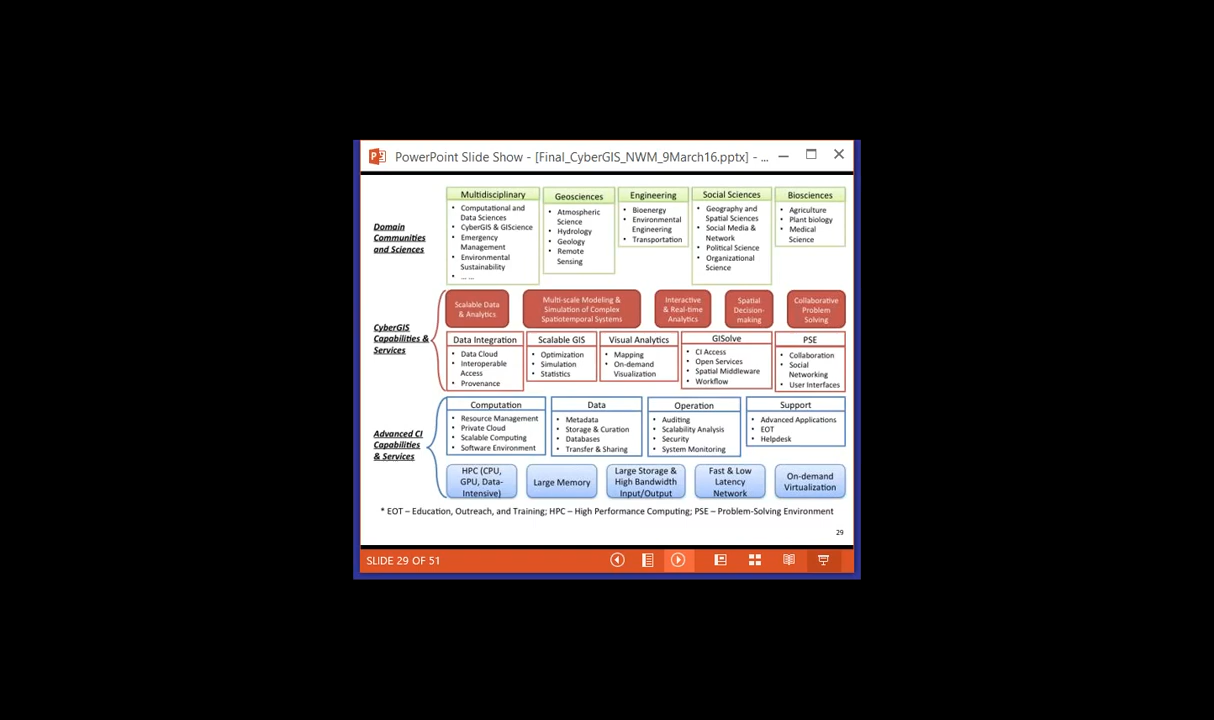 PowerPoint Slide Show - [Final_CyberGIS_NWM_9March16.pptx] - ...
Domain
Communities
and Sciences
Multidisciplinary
• Computational and
Data Sciences
• CyberGIS & GIScience
• Emergency
Management
• Environmental
Sustainability
• ... ...
Geosciences
• Atmospheric
Science
• Hydrology
• Geology
• Remote
Sensing
Engineering
• Bioenergy
• Environmental
Engineering
• Transportation
Social Sciences
• Geography and
Spatial Sciences
• Social Media &
Network
• Political Science
• Organizational
Science
Biosciences
• Agriculture
• Plant biology
• Medical
Science
CyberGIS
Capabilities &
Services
Scalable Data
& Analytics
Multi-scale Modeling &
Simulation of Complex
Spatiotemporal Systems
Interactive
& Real-time
Analytics
Spatial
Decision-
making
Collaborative
Problem
Solving
Data Integration
• Data Cloud
• Interoperable
Access
• Provenance
Scalable GIS
• Optimization
• Simulation
• Statistics
Visual Analytics
• Mapping
• On-demand
Visualization
GISolve
• CI Access
• Open Services
• Spatial Middleware
• Workflow
PSE
• Collaboration
• Social
Networking
• User Interfaces
Advanced CI
Capabilities
& Services
Computation
• Resource Management
• Private Cloud
• Scalable Computing
• Software Environment
Data
• Metadata
• Storage & Curation
• Databases
• Transfer & Sharing
Operation
• Auditing
• Scalability Analysis
• Security
• System Monitoring
Support
• Advanced Applications
• EOT
• Helpdesk
HPC (CPU,
GPU, Data-
Intensive)
Large Memory
Large Storage &
High Bandwidth
Input/Output
Fast & Low
Latency
Network
On-demand
Virtualization
* EOT – Education, Outreach, and Training; HPC – High Performance Computing; PSE – Problem-Solving Environment
29
SLIDE 29 OF 51